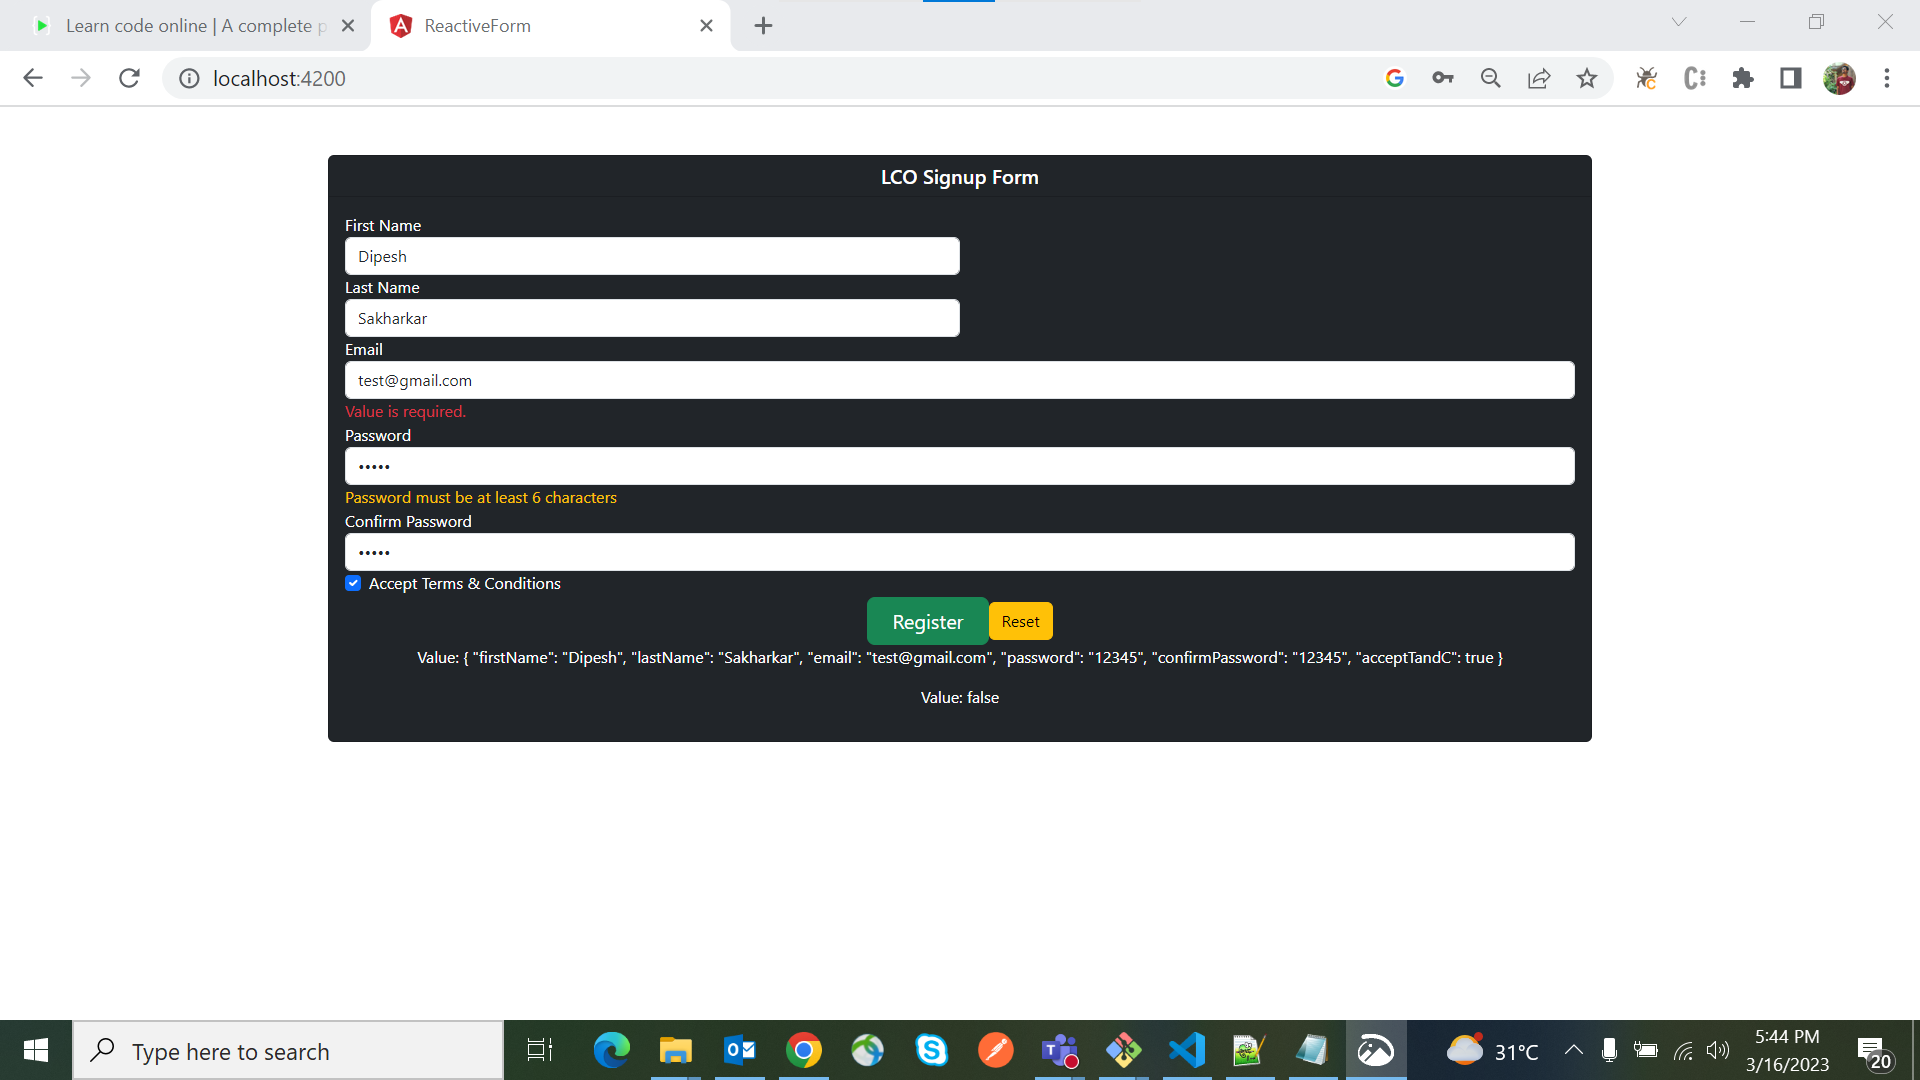 Learn code online | A complete p
ReactiveForm
localhost:4200
LCO Signup Form
First Name
Dipesh
Last Name
Sakharkar
Email
test@gmail.com
Value is required.
Password
•••••
Password must be at least 6 characters
Confirm Password
•••••
Accept Terms & Conditions
Register Reset
Value: { "firstName": "Dipesh", "lastName": "Sakharkar", "email": "test@gmail.com", "password": "12345", "confirmPassword": "12345", "acceptTandC": true }
Value: false
Type here to search
31°C
5:44 PM
3/16/2023
20